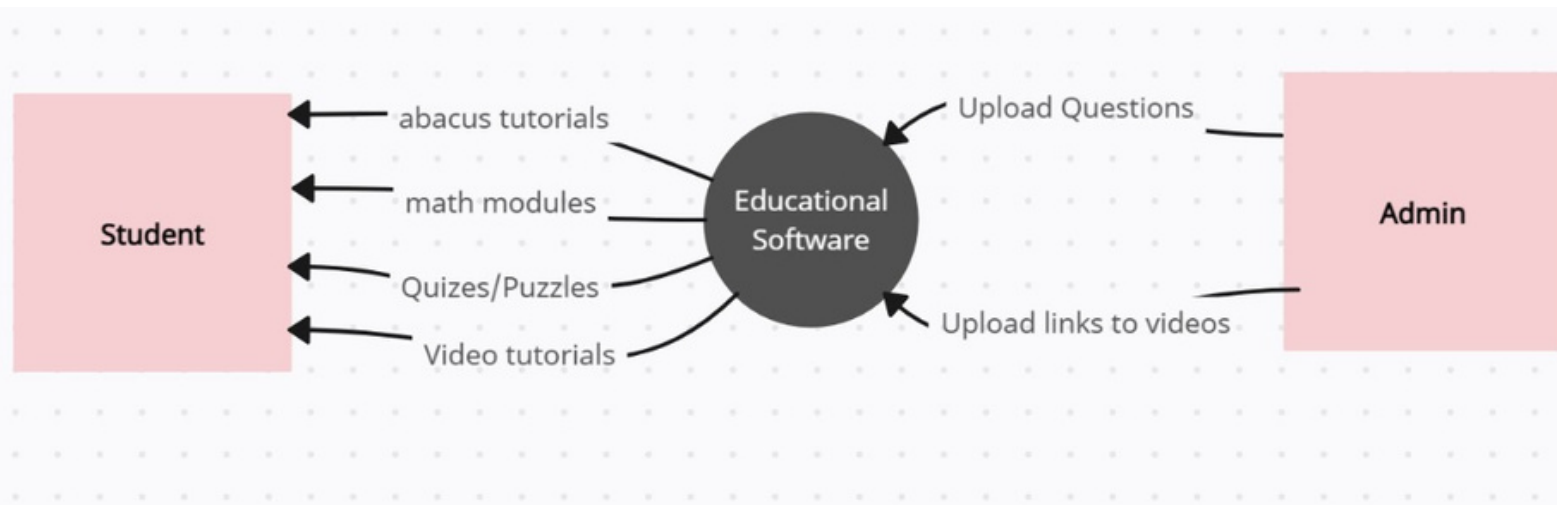 abacus tutorials
math modules
Quizes/Puzzles
Video tutorials
Student
Educational
Software
Upload Questions
Upload links to videos
Admin